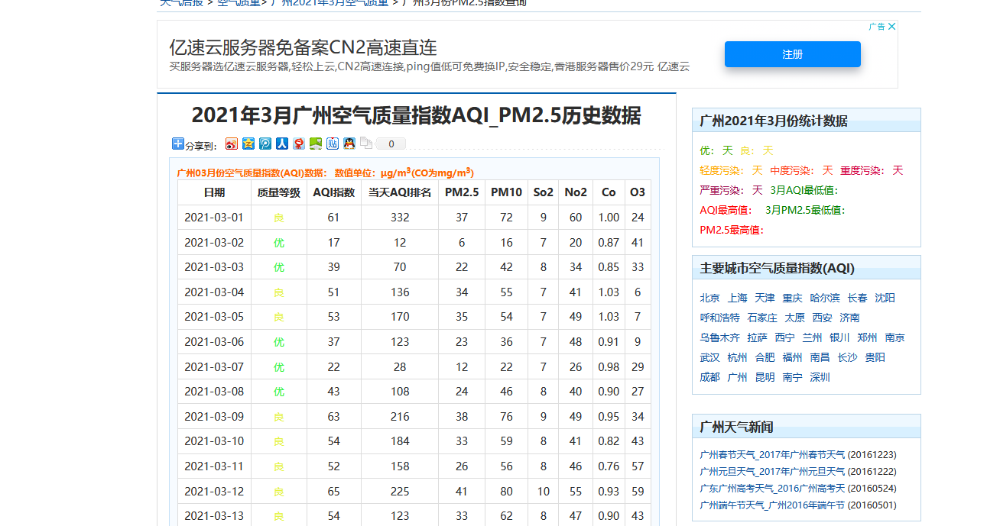 天气后报 > 空气质量> 广州2021年3月空气质量 > 广州3月份PM2.5指数查询
广告
亿速云服务器免备案CN2高速直连
买服务器选亿速云服务器,轻松上云,CN2高速连接,ping值低可免费换IP,安全稳定,香港服务器售价29元 亿速云
注册
2021年3月广州空气质量指数AQI_PM2.5历史数据
分享到: 0
广州03月份空气质量指数(AQI)数据: 数值单位: μg/m³(CO为mg/m³)
日期 质量等级 AQI指数 当天AQI排名 PM2.5 PM10 So2 No2 Co O3
2021-03-01 良 61 332 37 72 9 60 1.00 24
2021-03-02 优 17 12 6 16 7 20 0.87 41
2021-03-03 优 39 70 22 42 8 34 0.85 33
2021-03-04 良 51 136 34 55 7 41 1.03 6
2021-03-05 良 53 170 35 54 7 49 1.03 7
2021-03-06 优 37 123 23 36 7 48 0.91 9
2021-03-07 优 22 28 12 22 7 26 0.98 29
2021-03-08 优 43 108 24 46 8 40 0.90 27
2021-03-09 良 63 216 38 76 9 49 0.95 34
2021-03-10 良 54 184 33 59 8 41 0.82 43
2021-03-11 良 52 158 26 56 8 46 0.76 57
2021-03-12 良 65 225 41 80 10 55 0.93 59
2021-03-13 良 54 123 33 62 8 47 0.90 43
广州2021年3月份统计数据
优: 天 良: 天
轻度污染: 天 中度污染: 天 重度污染: 天
严重污染: 天 3月AQI最低值:
AQI最高值: 3月PM2.5最低值:
PM2.5最高值:
主要城市空气质量指数(AQI)
北京 上海 天津 重庆 哈尔滨 长春 沈阳
呼和浩特 石家庄 太原 西安 济南
乌鲁木齐 拉萨 西宁 兰州 银川 郑州 南京
武汉 杭州 合肥 福州 南昌 长沙 贵阳
成都 广州 昆明 南宁 深圳
广州天气新闻
广州春节天气_2017年广州春节天气 (20161223)
广州元旦天气_2017年广州元旦天气 (20161222)
广东广州高考天气_2016广州高考天 (20160524)
广州端午节天气_广州2016年端午节 (20160501)